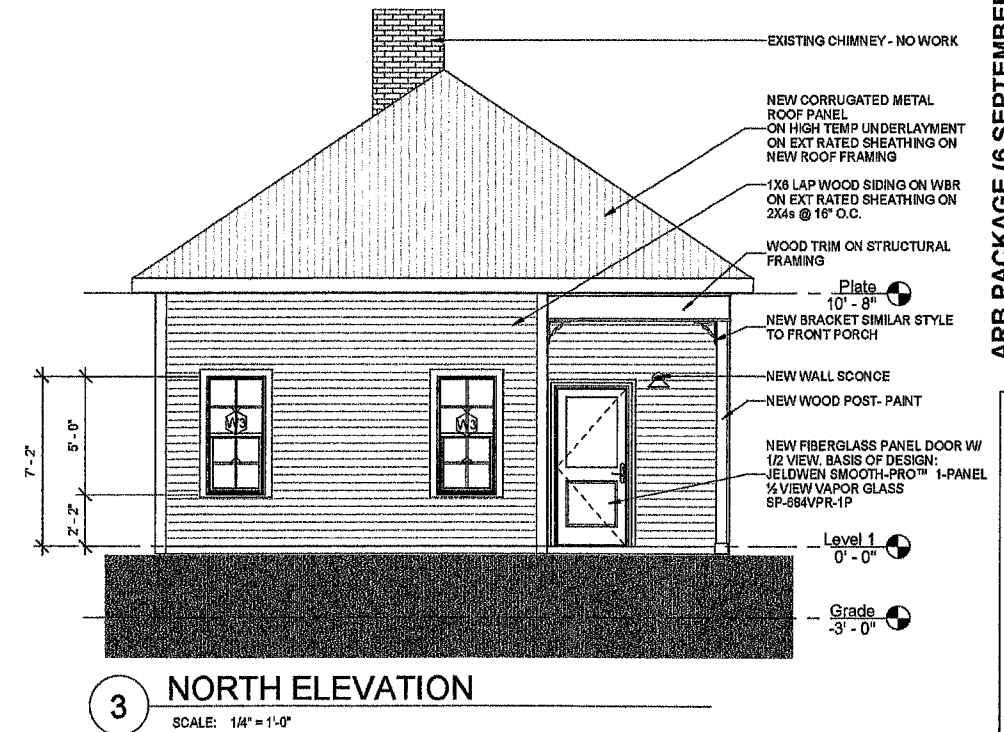 EXISTING CHIMNEY - NO WORK
NEW CORRUGATED METAL
ROOF PANEL
ON HIGH TEMP UNDERLAYMENT
ON EXT RATED SHEATHING ON
NEW ROOF FRAMING
1X6 LAP WOOD SIDING ON WBR
ON EXT RATED SHEATHING ON
2X4s @ 16" O.C.
WOOD TRIM ON STRUCTURAL
FRAMING
Plate
10' - 8"
NEW BRACKET SIMILAR STYLE
TO FRONT PORCH
NEW WALL SCONCE
NEW WOOD POST- PAINT
NEW FIBERGLASS PANEL DOOR W/
1/2 VIEW. BASIS OF DESIGN:
JELDWEN SMOOTH-PRO™ 1-PANEL
½ VIEW VAPOR GLASS
SP-684VPR-1P
Level 1
0' - 0"
Grade
-3' - 0"
W3
W3
7' - 2"
5' - 0"
2' - 2"
3
NORTH ELEVATION
SCALE: 1/4" = 1'-0"
ARB PACKAGE (6 SEPTEMBER